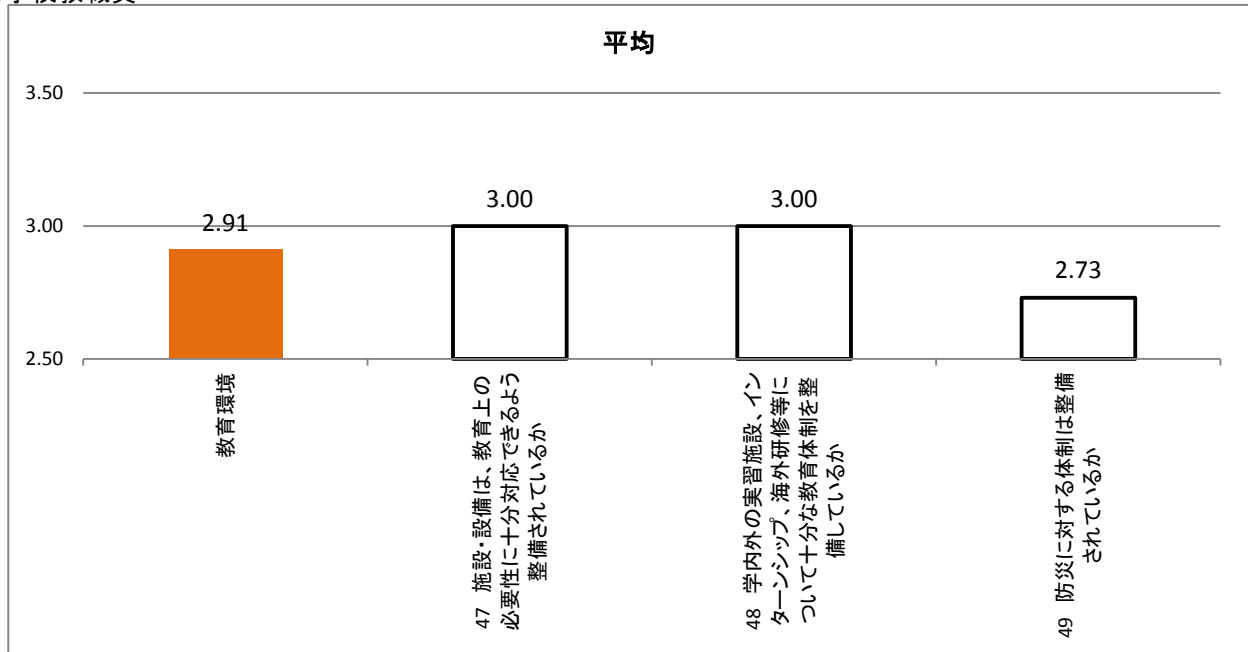 平均
3.50
3.00
2.50
2.91
3.00
3.00
2.73
教育環境
47 施設・設備は、教育上の
必要性に十分対応できるよう
整備されているか
48 学内外の実習施設、イン
ターンシップ、海外研修等に
ついて十分な教育体制を整
備しているか
49 防災に対する体制は整備
されているか